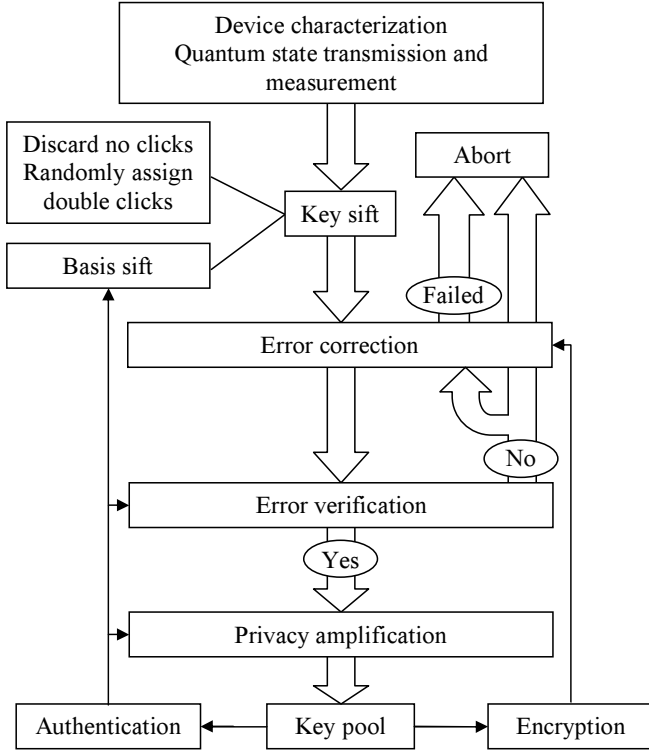 Device characterization
Quantum state transmission and
measurement
Discard no clicks
Randomly assign
double clicks
Abort
Key sift
Basis sift
Failed
Error correction
No
Error verification
Yes
Privacy amplification
Authentication
Key pool
Encryption